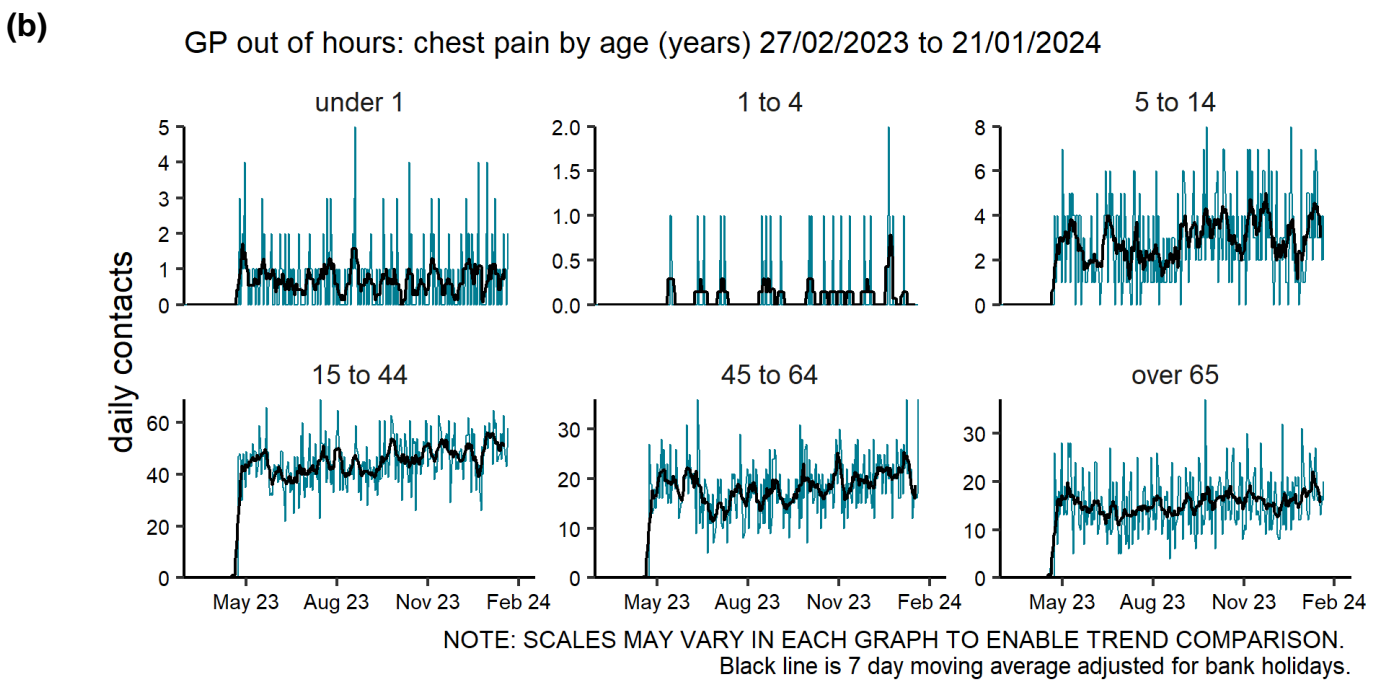 (b)
GP out of hours: chest pain by age (years) 27/02/2023 to 21/01/2024
under 1
1 to 4
5 to 14
5
4
3
2
1
0
2.0
1.5
1.0
0.5
0.0
8
6
4
2
0
daily contacts
15 to 44
45 to 64
over 65
60
40
20
0
30
20
10
0
30
20
10
0
May 23 Aug 23 Nov 23 Feb 24
May 23 Aug 23 Nov 23 Feb 24
May 23 Aug 23 Nov 23 Feb 24
NOTE: SCALES MAY VARY IN EACH GRAPH TO ENABLE TREND COMPARISON.
Black line is 7 day moving average adjusted for bank holidays.